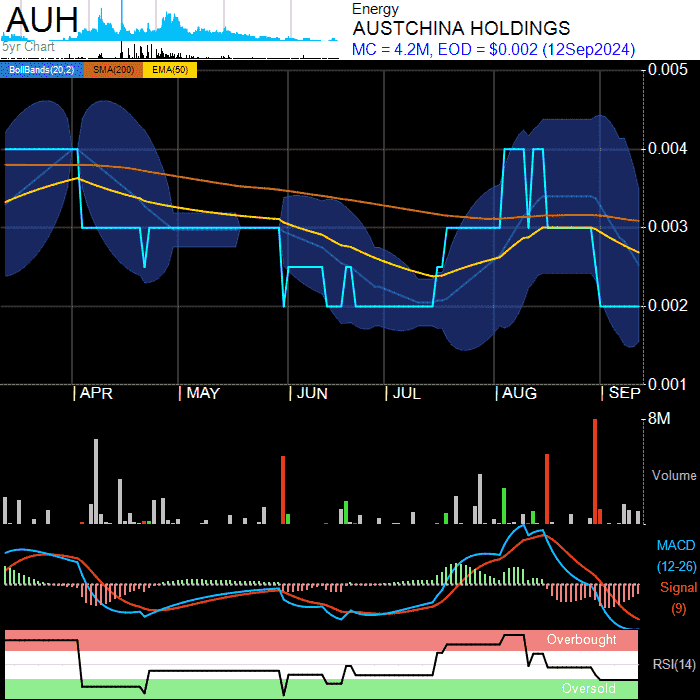 AUH
5yr Chart
Energy
AUSTCHINA HOLDINGS
MC = 4.2M, EOD = $0.002 (12Sep2024)
BollBands(20,2) SMA(200) EMA(50)
0.005
0.004
0.003
0.002
0.001
APR MAY JUN JUL AUG SEP
8M
Volume
MACD
(12-26)
Signal
(9)
Overbought
RSI(14)
Oversold